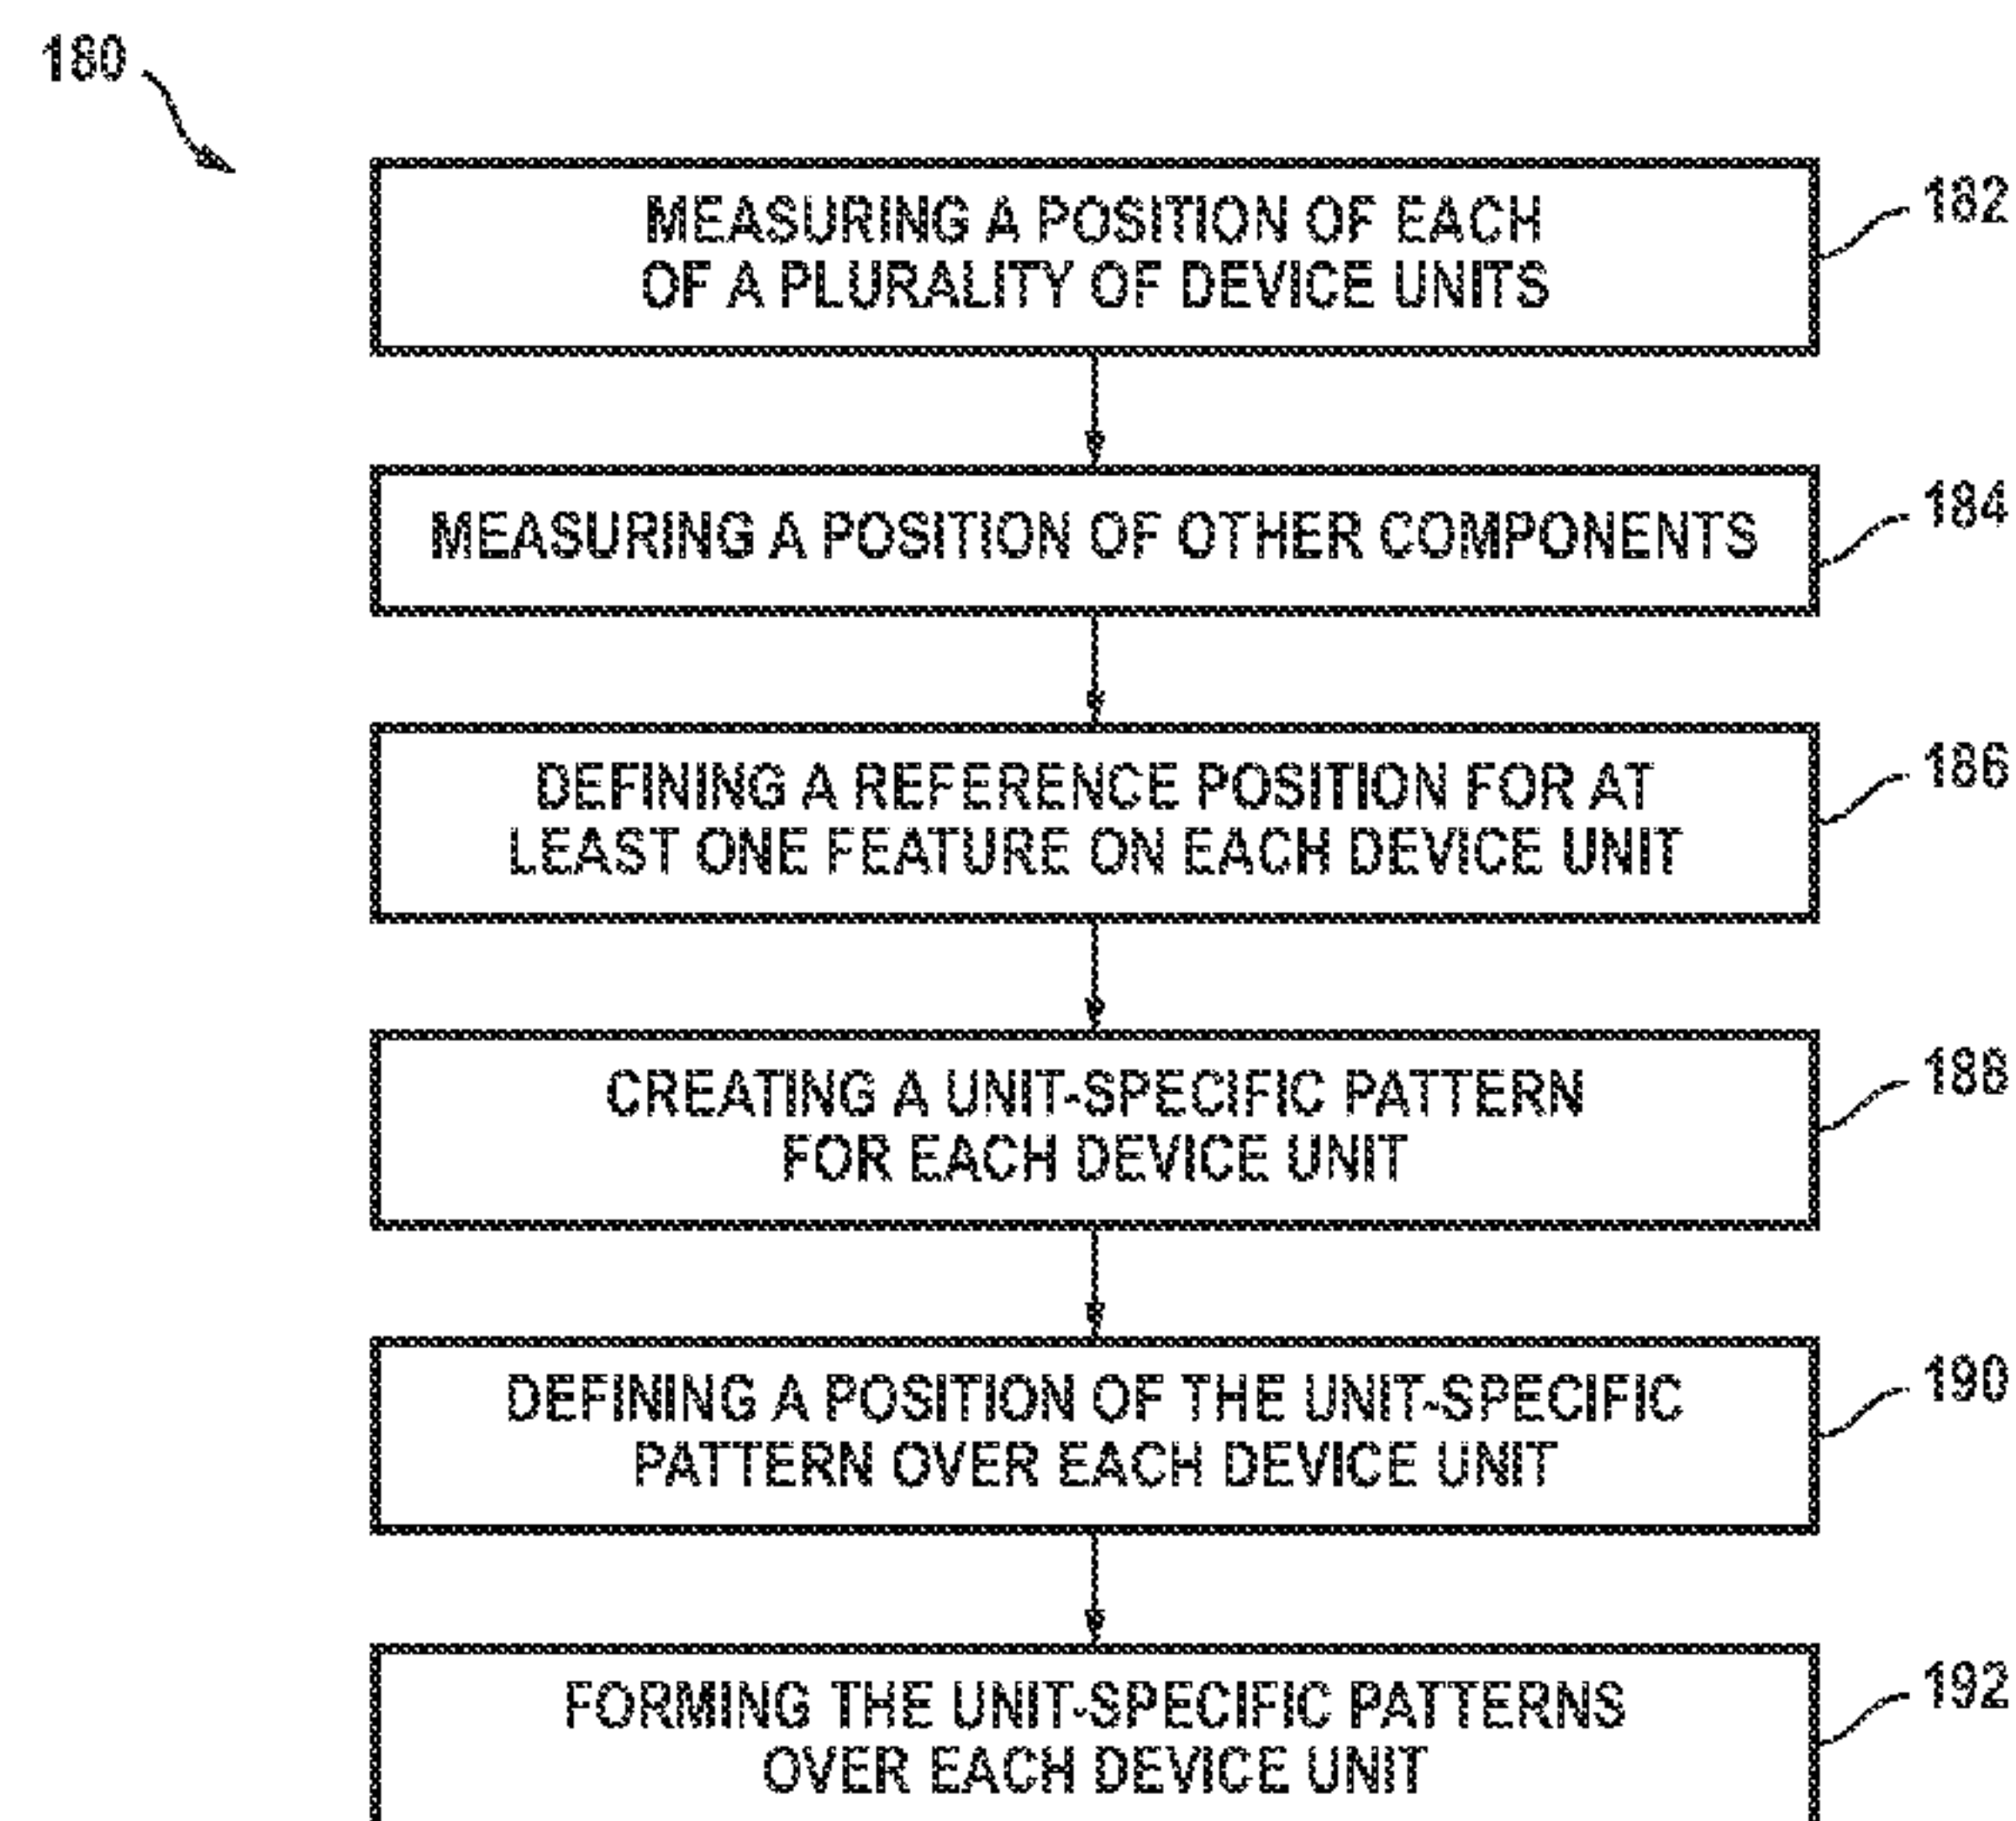 180
MEASURING A POSITION OF EACH
OF A PLURALITY OF DEVICE UNITS
182
MEASURING A POSITION OF OTHER COMPONENTS
184
DEFINING A REFERENCE POSITION FOR AT
LEAST ONE FEATURE ON EACH DEVICE UNIT
186
CREATING A UNIT-SPECIFIC PATTERN
FOR EACH DEVICE UNIT
188
DEFINING A POSITION OF THE UNIT-SPECIFIC
PATTERN OVER EACH DEVICE UNIT
190
FORMING THE UNIT-SPECIFIC PATTERNS
OVER EACH DEVICE UNIT
192